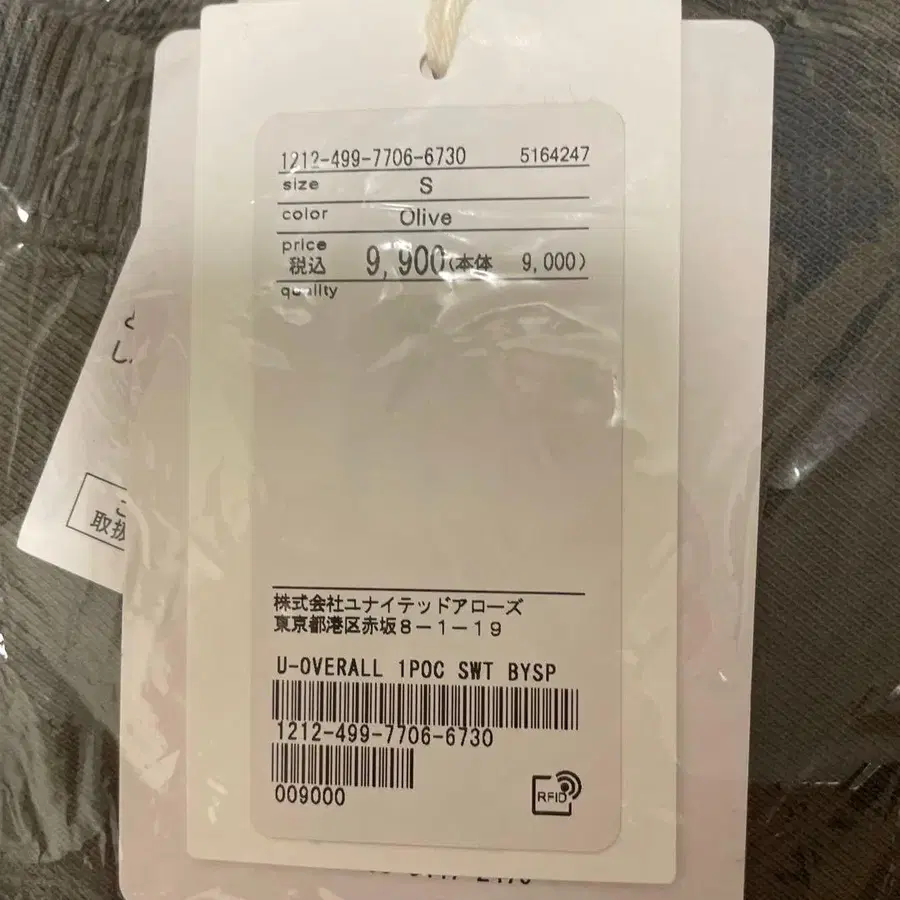 1212-499-7706-6730 5164247
size S
color Olive
price
税込 9,900(本体 9,000)
quality
株式会社ユナイテッドアローズ
東京都港区赤坂8-1-19
U-OVERALL 1POC SWT BYSP
1212-499-7706-6730
009000
RFID
取扱